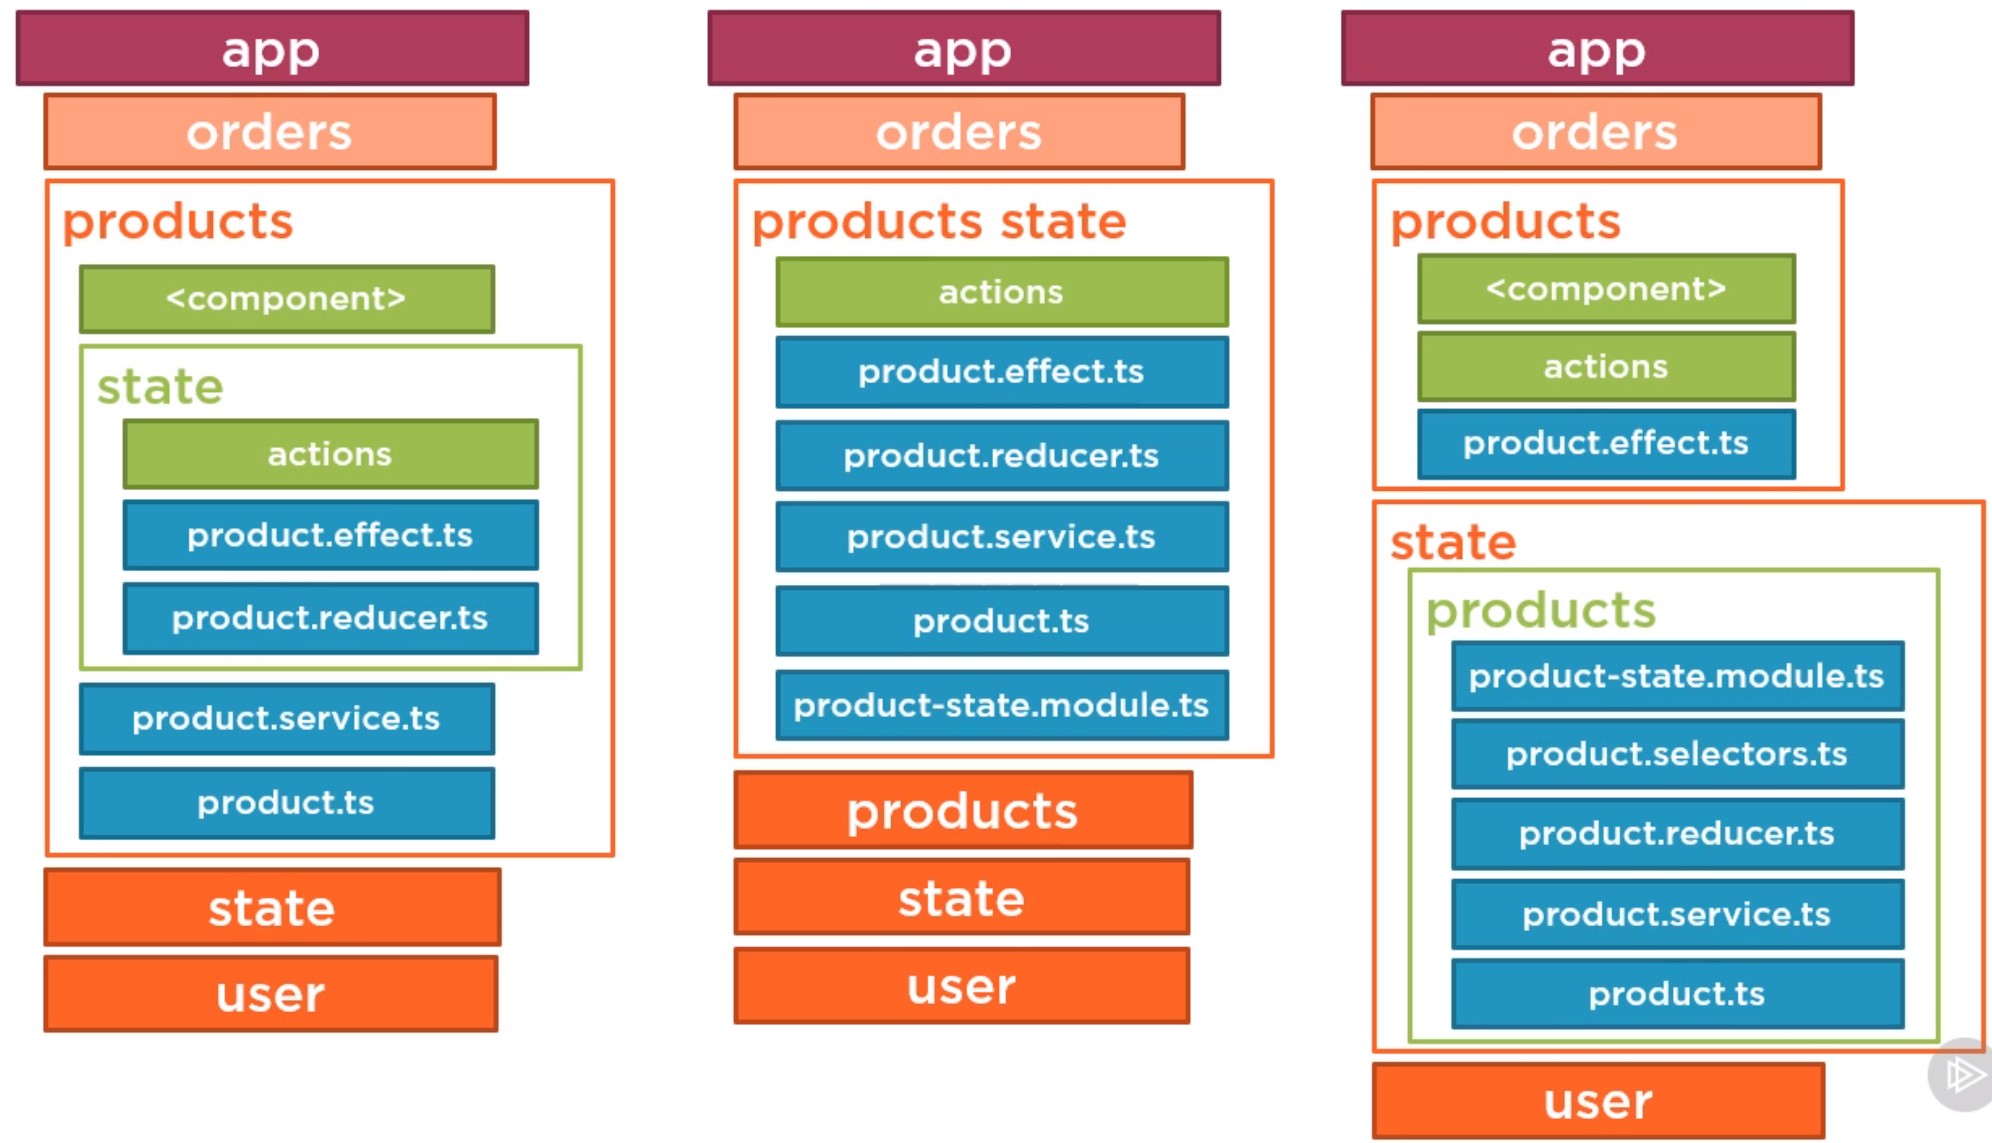 app
orders
products
<component>
state
actions
product.effect.ts
product.reducer.ts
product.service.ts
product.ts
state
user
app
orders
products state
actions
product.effect.ts
product.reducer.ts
product.service.ts
product.ts
product-state.module.ts
products
state
user
app
orders
products
<component>
actions
product.effect.ts
state
products
product-state.module.ts
product.selectors.ts
product.reducer.ts
product.service.ts
product.ts
user